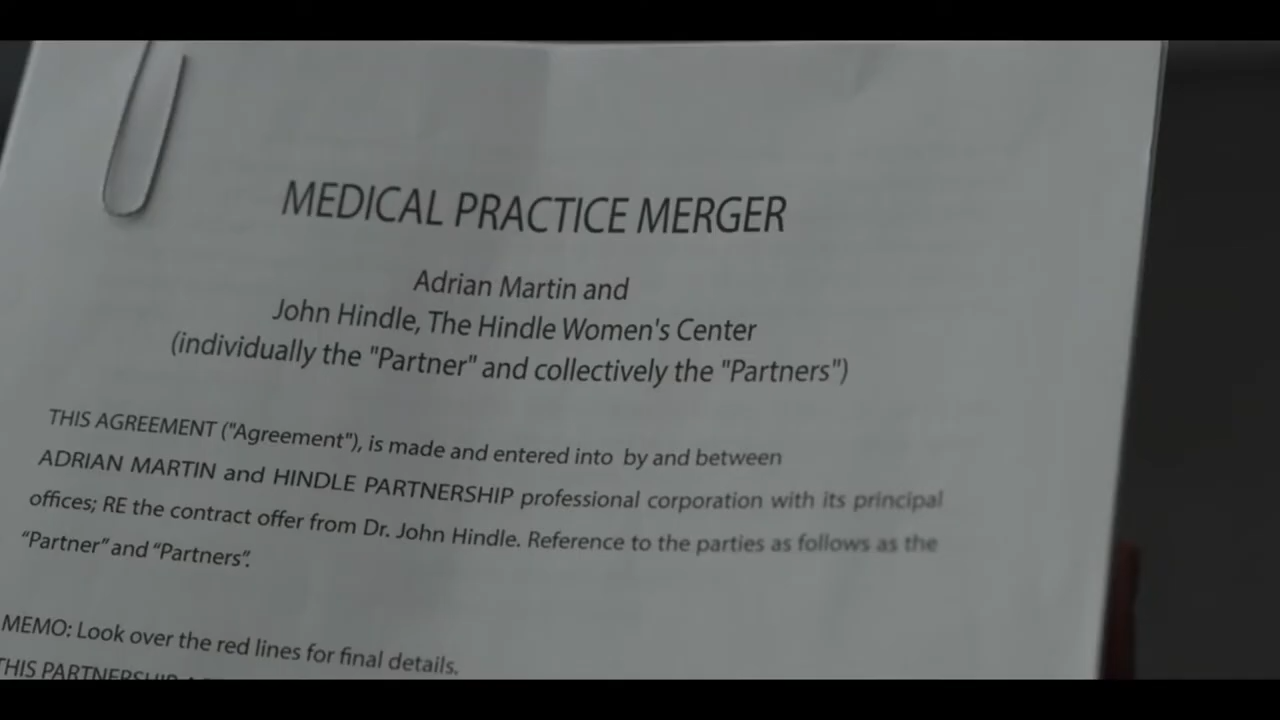 MEDICAL PRACTICE MERGER
Adrian Martin and
John Hindle, The Hindle Women's Center
(individually the "Partner" and collectively the "Partners")
THIS AGREEMENT ("Agreement"), is made and entered into by and between
ADRIAN MARTIN and HINDLE PARTNERSHIP professional corporation with its principal
offices; RE the contract offer from Dr. John Hindle. Reference to the parties as follows as the
“Partner” and “Partners”.
MEMO: Look over the red lines for final details.
THIS PARTNERSHIP